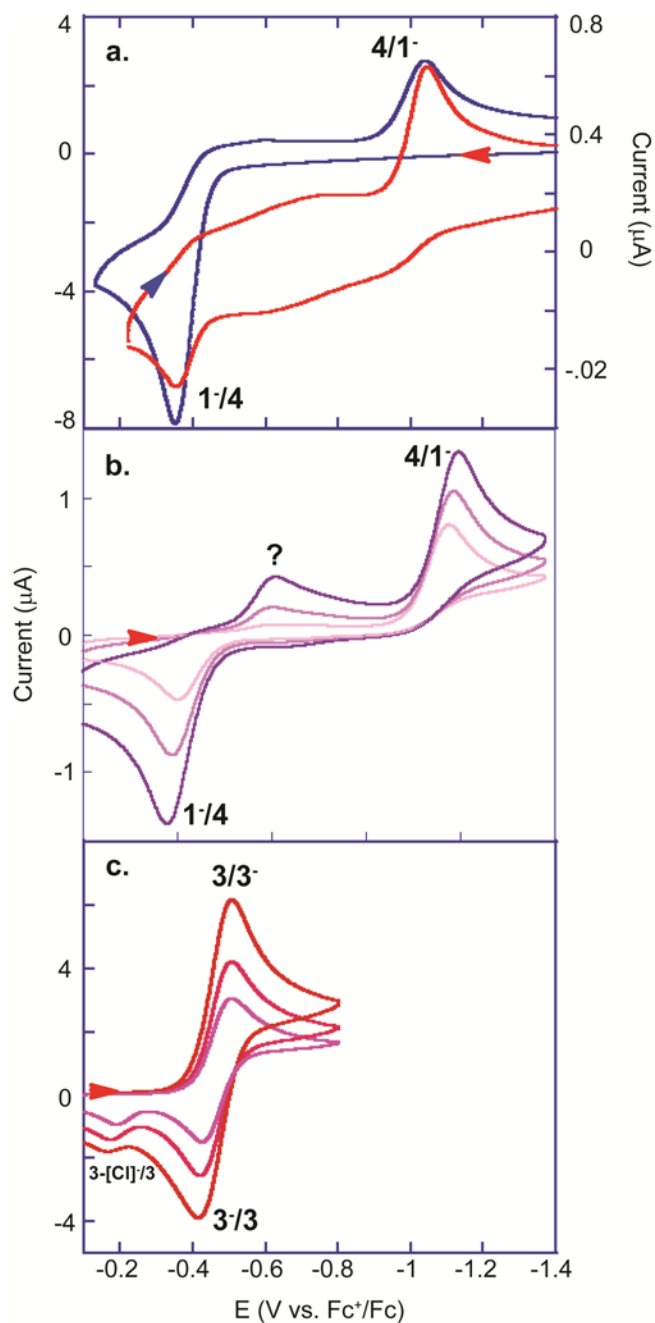 a.
4/1-
4
0
-4
-8
0.8
0.4
0
-.02
Current (μA)
1-/4
b.
4/1-
?
1
0
-1
Current (μA)
1-/4
c.
3/3-
4
0
-4
3-[Cl]-/3
3-/3
-0.2 -0.4 -0.6 -0.8 -1 -1.2 -1.4
E (V vs. Fc+/Fc)